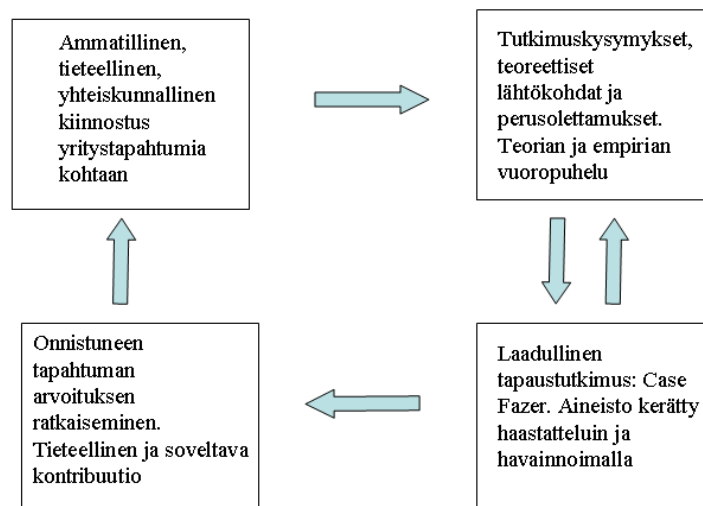 Ammatillinen,
tieteellinen,
yhteiskunnallinen
kiinnostus
yritystapahtumia
kohtaan
Tutkimuskysymykset,
teoreettiset
lähtökohdat ja
perusolettamukset.
Teorian ja empirian
vuoropuhelu
Onnistuneen
tapahtuman
arvoituksen
ratkaiseminen.
Tieteellinen ja soveltava
kontribuutio
Laadullinen
tapaustutkimus: Case
Fazer. Aineisto kerätty
haastatteluin ja
havainnoimalla